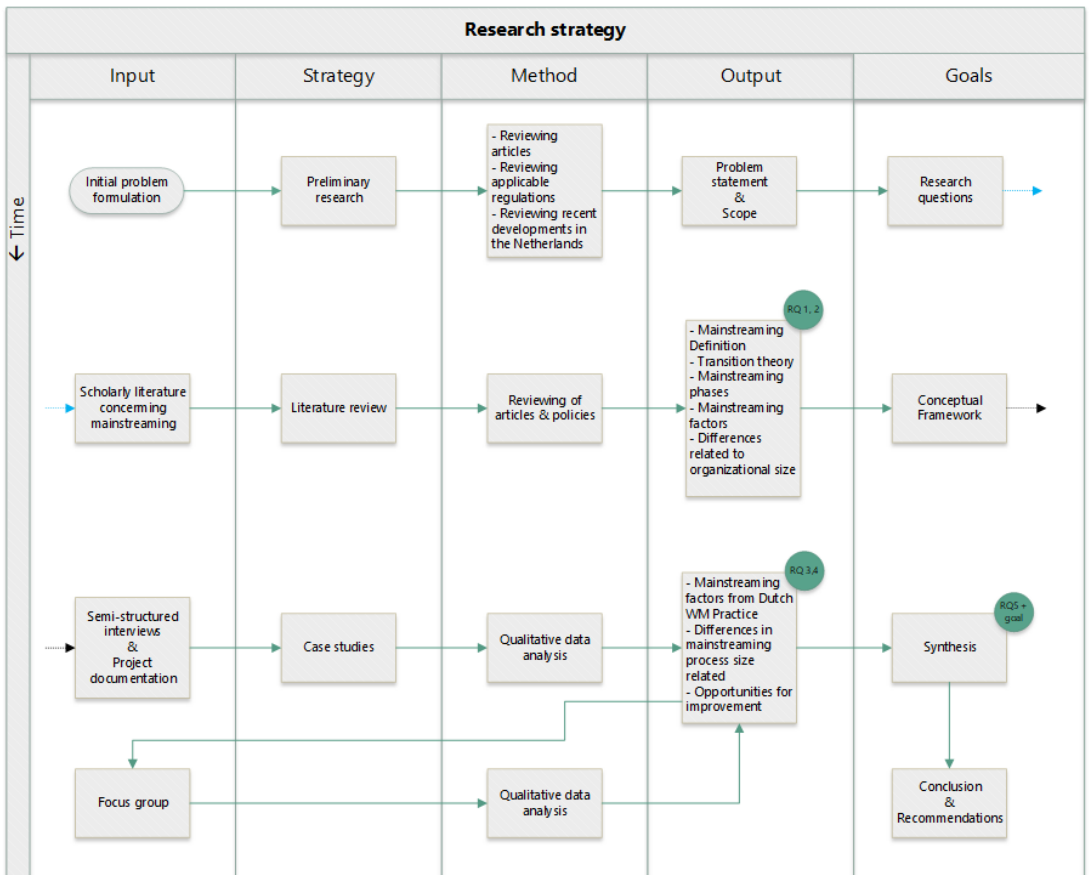 Research strategy
Input
Strategy
Method
Output
Goals
← Time
Initial problem
formulation
Preliminary
research
- Reviewing
articles
- Reviewing
applicable
regulations
- Reviewing recent
developments in
the Netherlands
Problem
statement
&
Scope
Research
questions
RQ 1, 2
Scholarly literature
concerming
mainstreaming
Literature review
Reviewing of
articles & policies
- Mainstreaming
Definition
- Transition theory
- Mainstreaming
phases
- Mainstreaming
factors
- Differences
related to
organizational size
Conceptual
Framework
RQ 3,4
RQ5 +
goal
Semi-structured
interviews
&
Project
documentation
Case studies
Qualitative data
analysis
- Mainstreaming
factors from Dutch
WM Practice
- Differences in
mainstreaming
process size
related
- Opportunities for
improvement
Synthesis
Focus group
Qualitative data
analysis
Conclusion
&
Recommendations